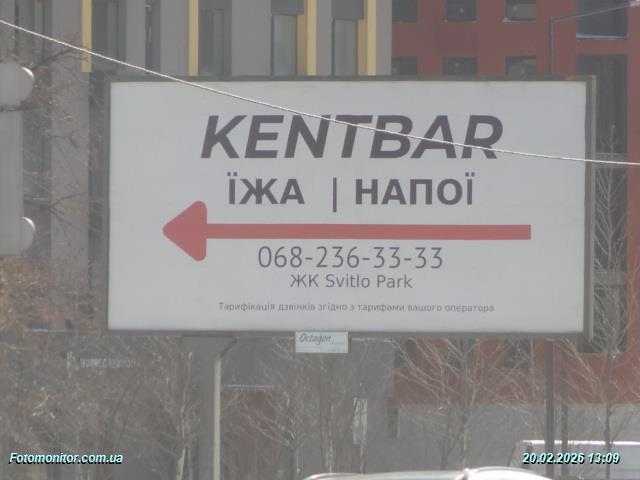 KENTBAR
ЇЖА | НАПОЇ
068-236-33-33
ЖК Svitlo Park
Тарифікація дзвінків згідно з тарифами вашого оператора
Octagon
Fotomonitor.com.ua
20.02.2026 13:09